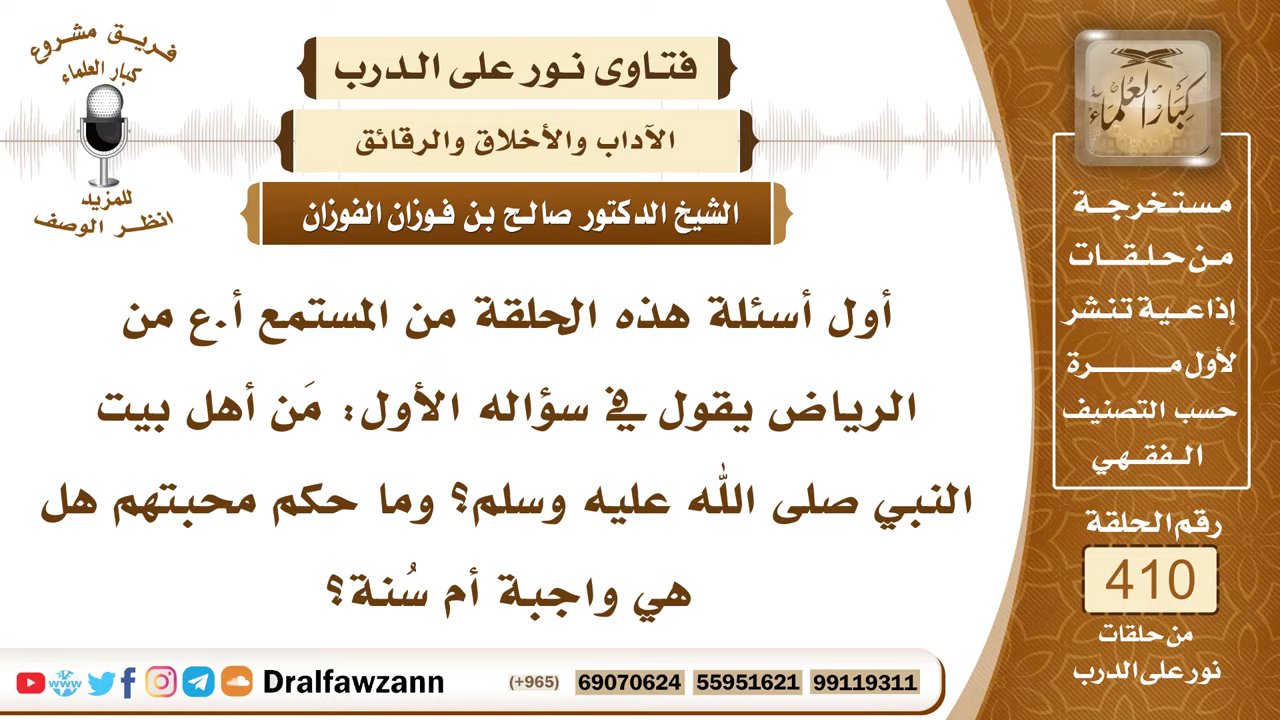 فريق مشروع
كبار العلماء
للمزيد
انظر الوصف
فتاوى نور على الدرب
الآداب والأخلاق والرقائق
الشيخ الدكتور صالح بن فوزان الفوزان
أول أسئلة هذه الحلقة من المستمع أ.ع من
الرياض يقول في سؤاله الأول: مَن أهل بيت
النبي صلى الله عليه وسلم؟ وما حكم محبتهم هل
هي واجبة أم سُنة؟
كبار العلماء
مستخرجة
من حلقات
إذاعية تنشر
لأول مرة
حسب التصنيف
الفقهي
رقم الحلقة
410
من حلقات
نور على الدرب
www Dralfawzann (+965) 69070624 55951621 99119311